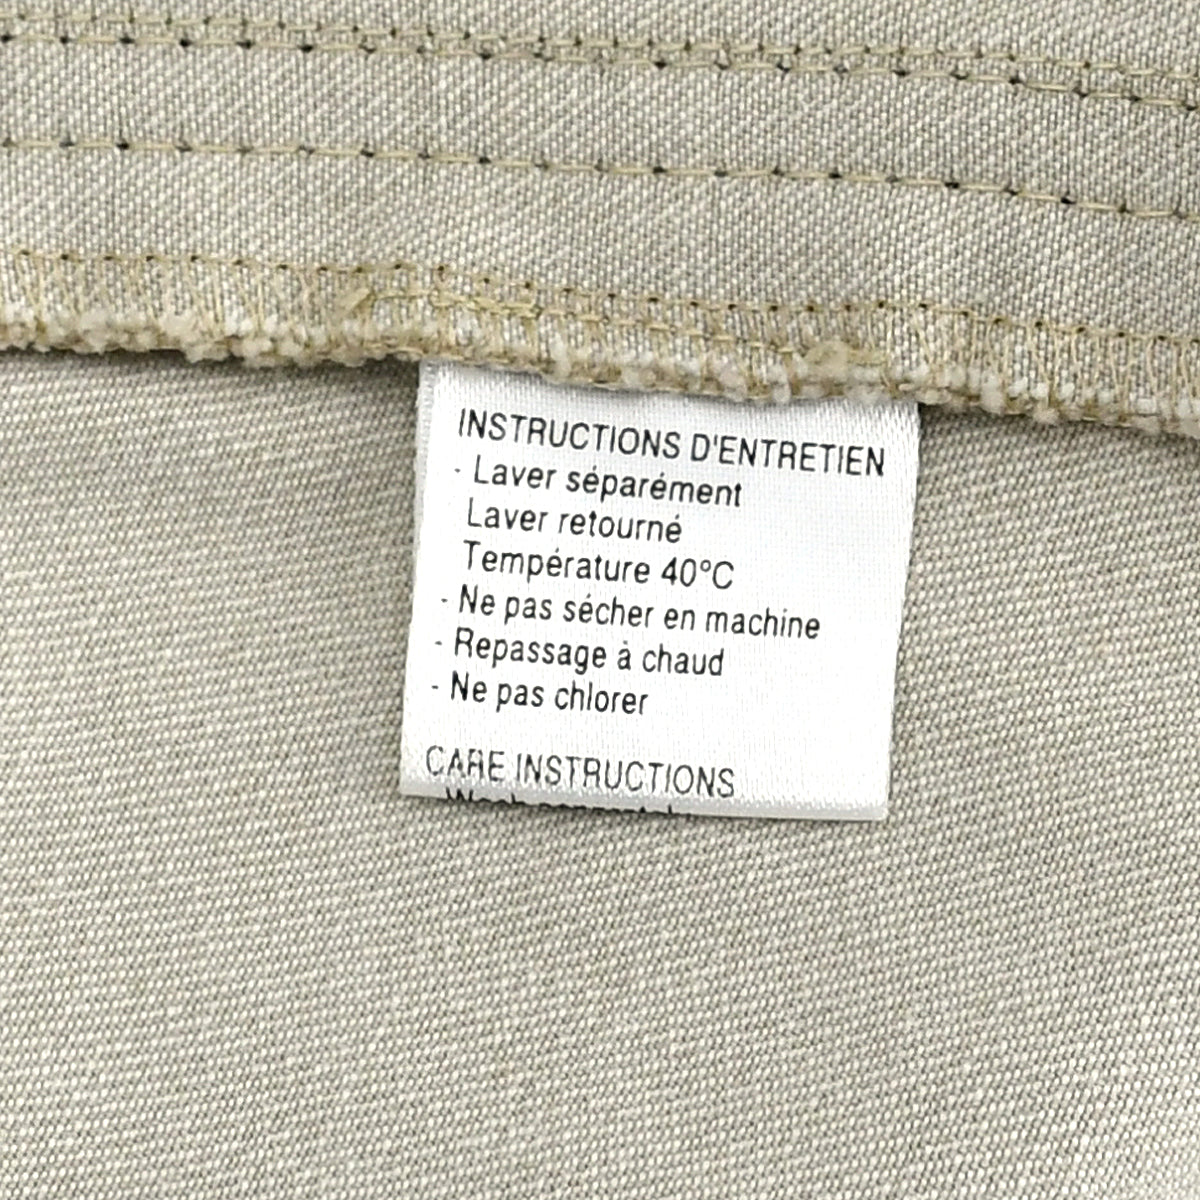 INSTRUCTIONS D'ENTRETIEN
- Laver séparément
Laver retourné
Température 40°C
- Ne pas sécher en machine
- Repassage à chaud
- Ne pas chlorer
CARE INSTRUCTIONS